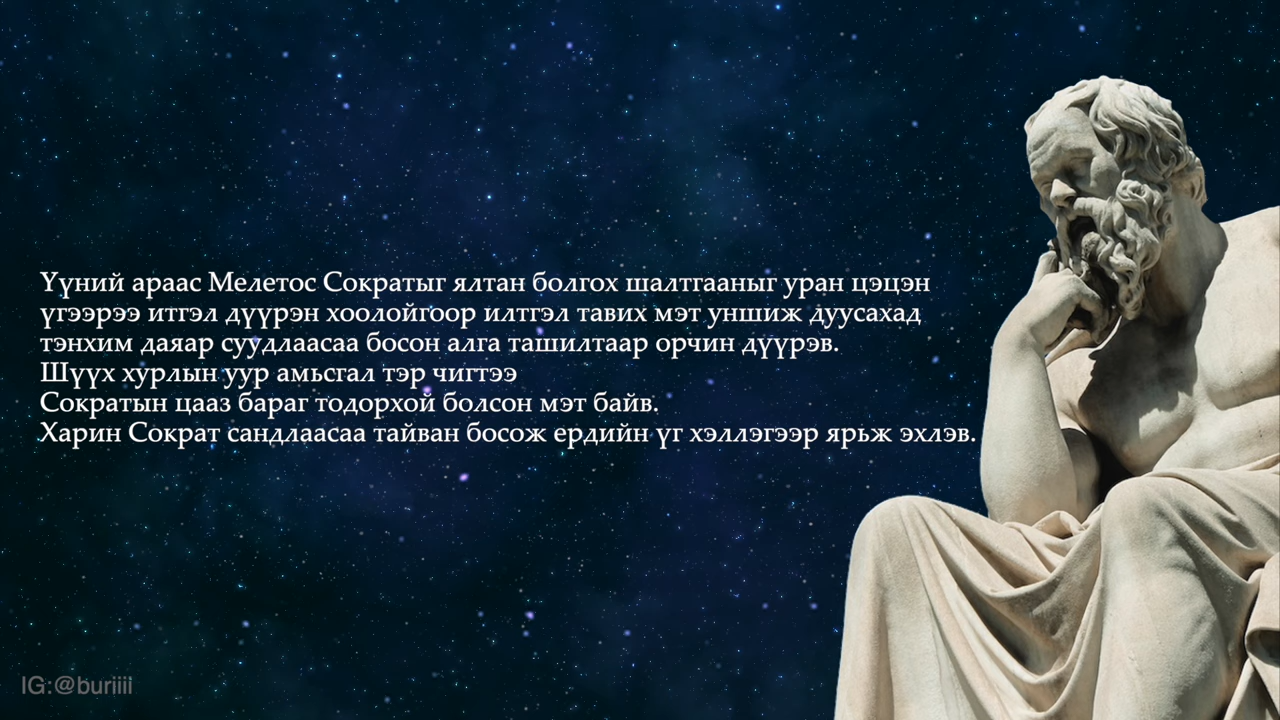 Үүний араас Мелетос Сократыг ялтан болгох шалтгааныг уран цэцэн
үгээрээ итгэл дүүрэн хоолойгоор илтгэл тавих мэт уншиж дуусахад
тэнхим даяар суудлаасаа босон алга ташилтаар орчин дүүрэв.
Шүүх хурлын уур амьсгал тэр чигтээ
Сократын цааз бараг тодорхой болсон мэт байв.
Харин Сократ сандлаасаа тайван босож ердийн үг хэллэгээр ярьж эхлэв.
IG:@buriiii